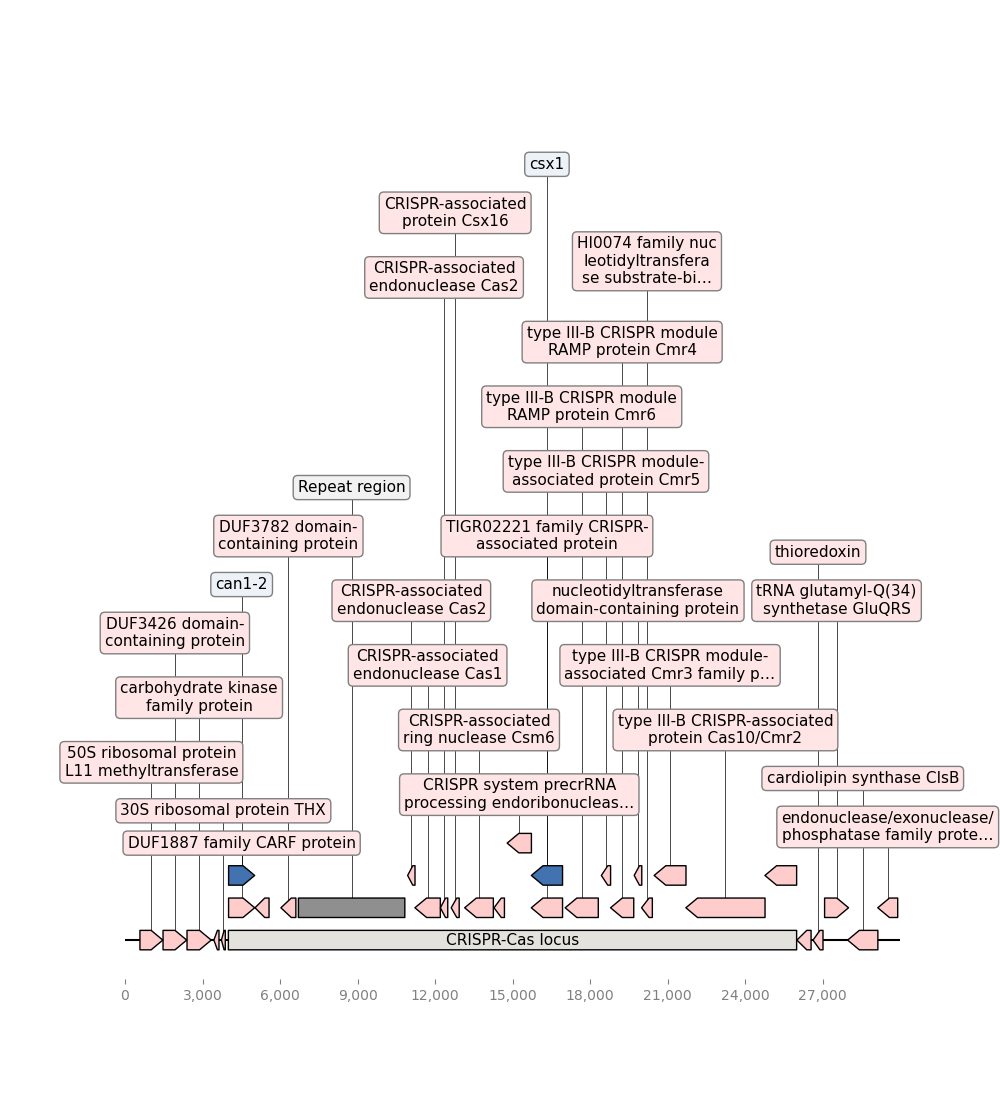 csx1
CRISPR-associated
protein Csx16
HI0074 family nuc
leotidyltransfera
se substrate-bi…
CRISPR-associated
endonuclease Cas2
type III-B CRISPR module
RAMP protein Cmr4
type III-B CRISPR module
RAMP protein Cmr6
type III-B CRISPR module-
associated protein Cmr5
Repeat region
DUF3782 domain-
containing protein
TIGR02221 family CRISPR-
associated protein
thioredoxin
can1-2
CRISPR-associated
endonuclease Cas2
nucleotidyltransferase
domain-containing protein
tRNA glutamyl-Q(34)
synthetase GluQRS
DUF3426 domain-
containing protein
CRISPR-associated
endonuclease Cas1
type III-B CRISPR module-
associated Cmr3 family p…
carbohydrate kinase
family protein
CRISPR-associated
ring nuclease Csm6
type III-B CRISPR-associated
protein Cas10/Cmr2
50S ribosomal protein
L11 methyltransferase
cardiolipin synthase ClsB
CRISPR system precrRNA
processing endoribonucleas…
30S ribosomal protein THX
endonuclease/exonuclease/
phosphatase family prote…
DUF1887 family CARF protein
CRISPR-Cas locus
0 3,000 6,000 9,000 12,000 15,000 18,000 21,000 24,000 27,000